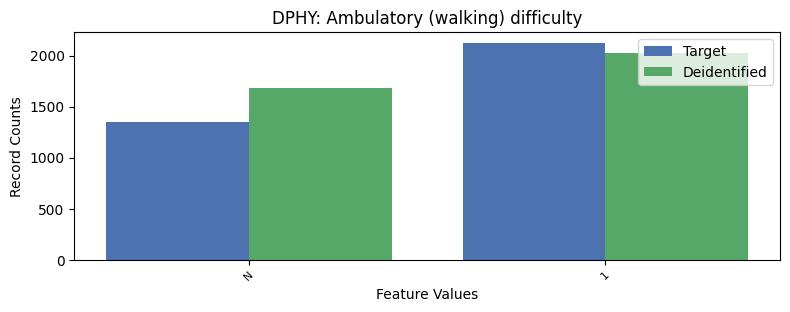 DPHY: Ambulatory (walking) difficulty
Target
Deidentified
2000
1500
1000
500
0
Record Counts
N
1
Feature Values